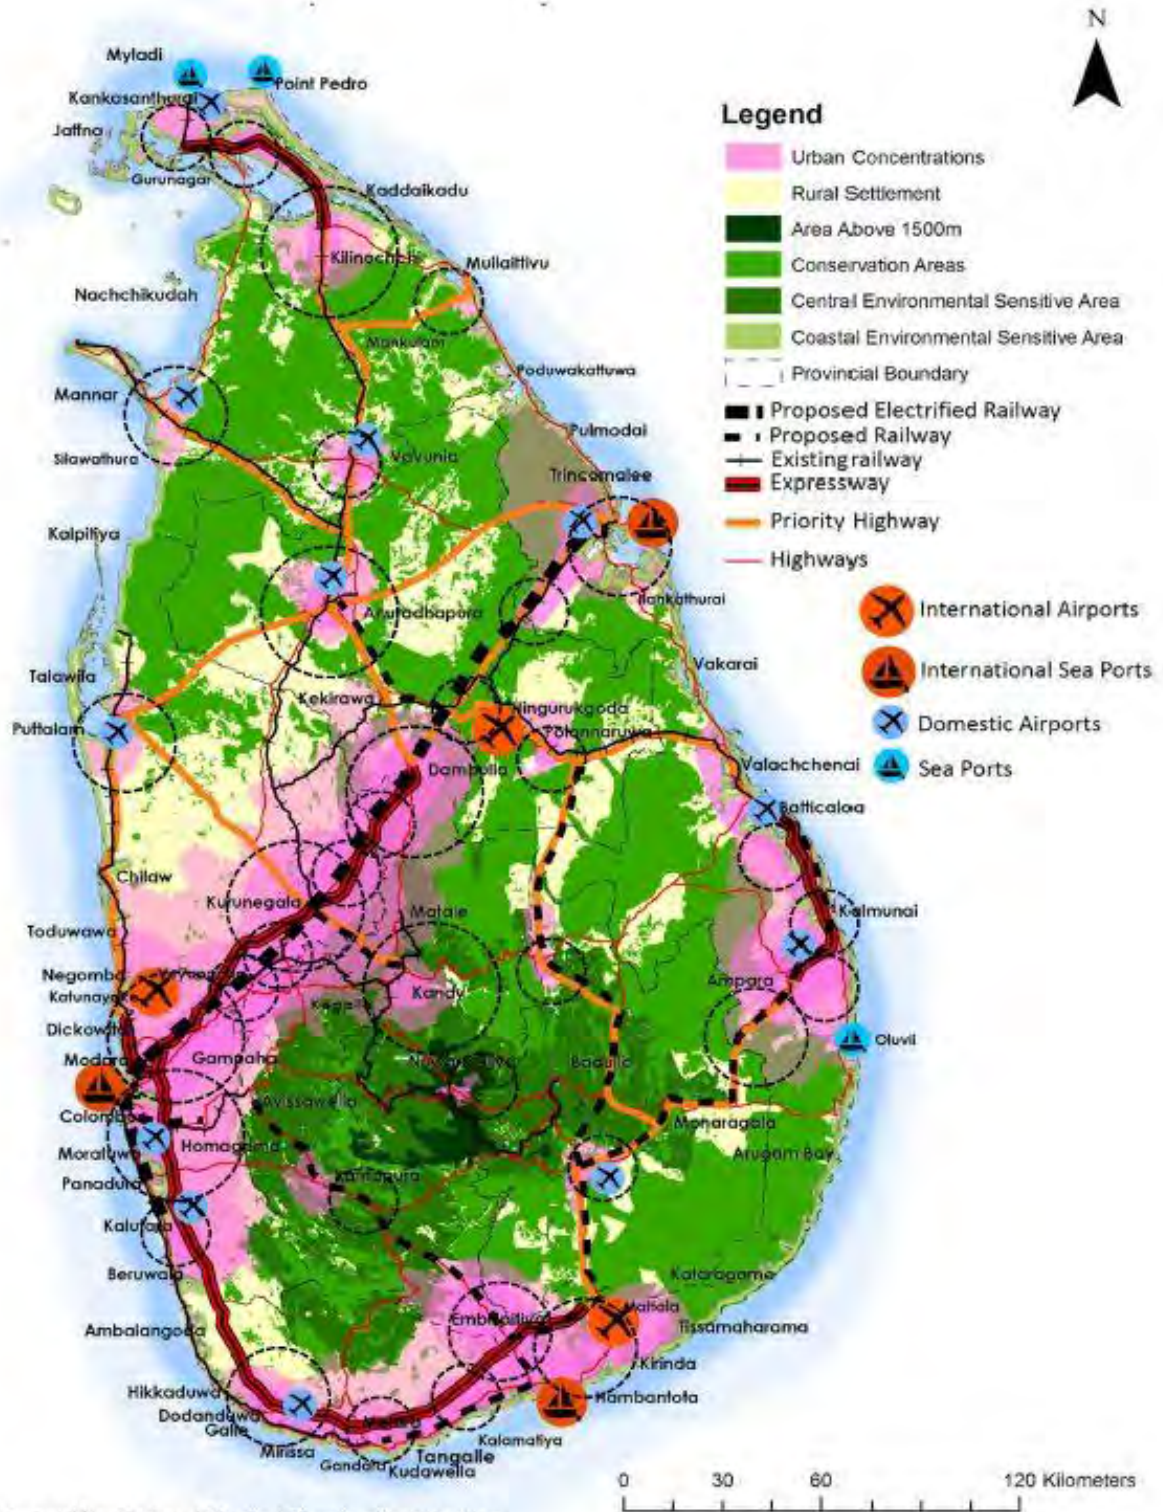 N
Myladi
Point Pedro
Kankasanthurai
Jaffna
Gurunagar
Kaddaikadu
Kilinochchi
Mullaittivu
Nachchikudah
Mankulam
Poduwakattuwa
Mannar
Pulmodai
Vavunia
Silawathura
Trincomalee
Kalpitiya
Anuradhapura
Ilankathurai
Vakarai
Talawila
Kekirawa
Hingurukgoda
Puttalam
Polonnaruwa
Dambulla
Valachchenai
Batticaloa
Chilaw
Kurunegala
Matale
Kalmunai
Toduwawa
Negombo
Katunayake
Ampara
Kandy
Kegalle
Dickowita
Oluvil
Modara
Gampaha
Badulla
Avissawella
Colombo
Monaragala
Homagama
Moratuwa
Arugam Bay
Panadura
Kalutara
Beruwala
Kataragama
Mattala
Embilipitiya
Tissamaharama
Ambalangoda
Kirinda
Hikkaduwa
Hambantota
Dodanduwa
Galle
Matara
Mirissa
Kalamatiya
Tangalle
Gandara
Kudawella
Legend
Urban Concentrations
Rural Settlement
Area Above 1500m
Conservation Areas
Central Environmental Sensitive Area
Coastal Environmental Sensitive Area
Provincial Boundary
Proposed Electrified Railway
Proposed Railway
Existing railway
Expressway
Priority Highway
Highways
International Airports
International Sea Ports
Domestic Airports
Sea Ports
0 30 60 120 Kilometers